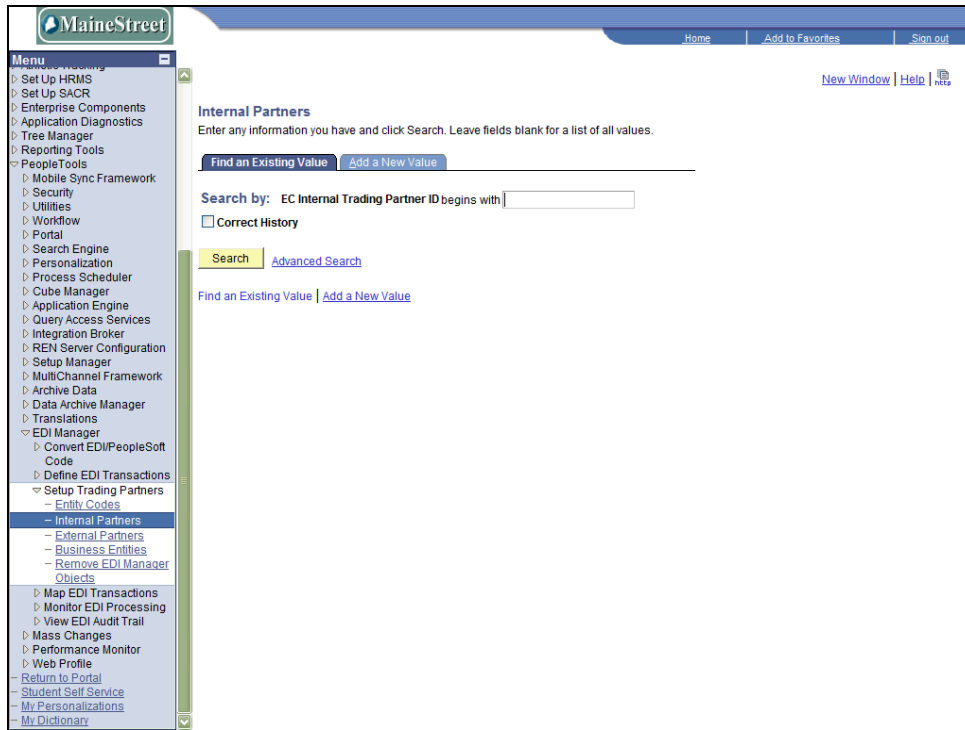 MaineStreet
Home Add to Favorites Sign out
Menu
New Window | Help | http
Set Up HRMS
Set Up SACR
Enterprise Components
Application Diagnostics
Tree Manager
Reporting Tools
PeopleTools
Mobile Sync Framework
Security
Utilities
Workflow
Portal
Search Engine
Personalization
Process Scheduler
Cube Manager
Application Engine
Query Access Services
Integration Broker
REN Server Configuration
Setup Manager
MultiChannel Framework
Archive Data
Data Archive Manager
Translations
EDI Manager
Convert EDI/PeopleSoft
Code
Define EDI Transactions
Setup Trading Partners
Entity Codes
Internal Partners
External Partners
Business Entities
Remove EDI Manager
Objects
Map EDI Transactions
Monitor EDI Processing
View EDI Audit Trail
Mass Changes
Performance Monitor
Web Profile
Return to Portal
Student Self Service
My Personalizations
My Dictionary
Internal Partners
Enter any information you have and click Search. Leave fields blank for a list of all values.
Find an Existing Value Add a New Value
Search by: EC Internal Trading Partner ID begins with
Correct History
Search Advanced Search
Find an Existing Value | Add a New Value